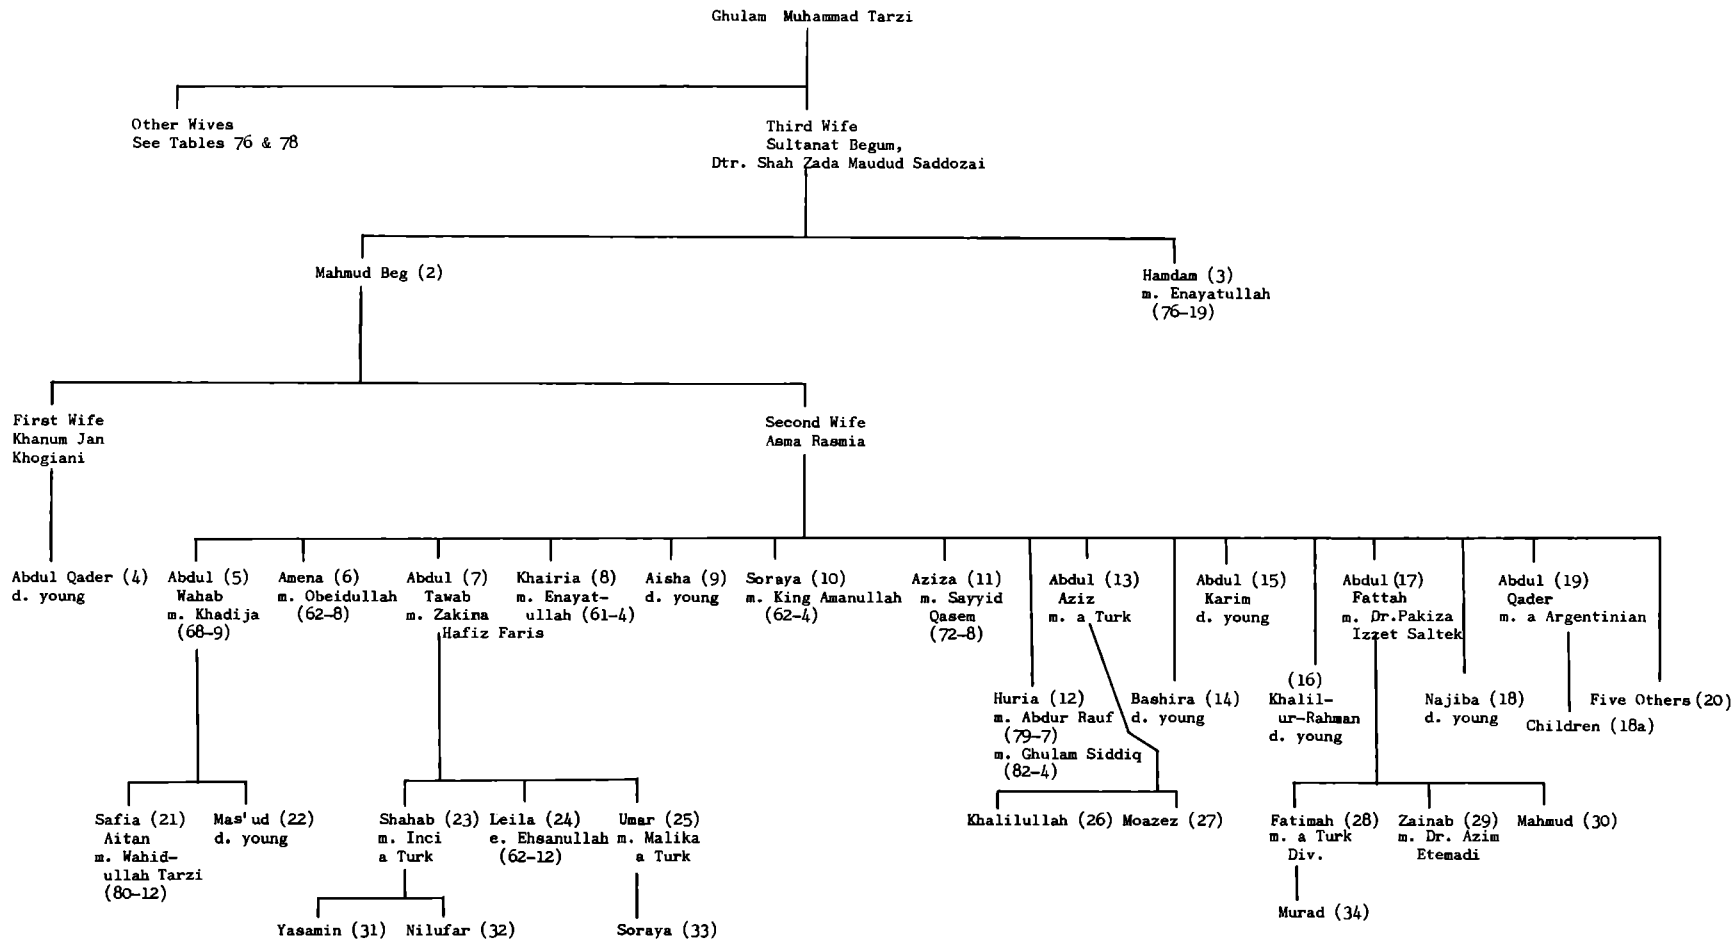 Ghulam Muhammad Tarzi
Other Wives
See Tables 76 & 78
Third Wife
Sultanat Begum,
Dtr. Shah Zada Maudud Saddozai
Mahmud Beg (2)
Hamdam (3)
m. Enayatullah
(76-19)
First Wife
Khanum Jan
Khogiani
Second Wife
Asma Rasmia
Abdul Qader (4)
d. young
Abdul (5)
Wahab
m. Khadija
(68-9)
Amena (6)
m. Obeidullah
(62-8)
Abdul (7)
Tawab
m. Zakina
Hafiz Faris
Khairia (8)
m. Enayat-
ullah (61-4)
Aisha (9)
d. young
Soraya (10)
m. King Amanullah
(62-4)
Aziza (11)
m. Sayyid
Qasem
(72-8)
Huria (12)
m. Abdur Rauf
(79-7)
m. Ghulam Siddiq
(82-4)
Abdul (13)
Aziz
m. a Turk
Bashira (14)
d. young
Abdul (15)
Karim
d. young
(16)
Khalil-
ur-Rahman
d. young
Abdul (17)
Fattah
m. Dr.Pakiza
Izzet Saltek
Najiba (18)
d. young
Abdul (19)
Qader
m. a Argentinian
Children (18a)
Five Others (20)
Safia (21)
Aitan
m. Wahid-
ullah Tarzi
(80-12)
Mas'ud (22)
d. young
Shahab (23)
m. Inci
a Turk
Leila (24)
e. Ehsanullah
(62-12)
Umar (25)
m. Malika
a Turk
Khalilullah (26)
Moazez (27)
Fatimah (28)
m. a Turk
Div.
Zainab (29)
m. Dr. Azim
Etemadi
Mahmud (30)
Yasamin (31)
Nilufar (32)
Soraya (33)
Murad (34)